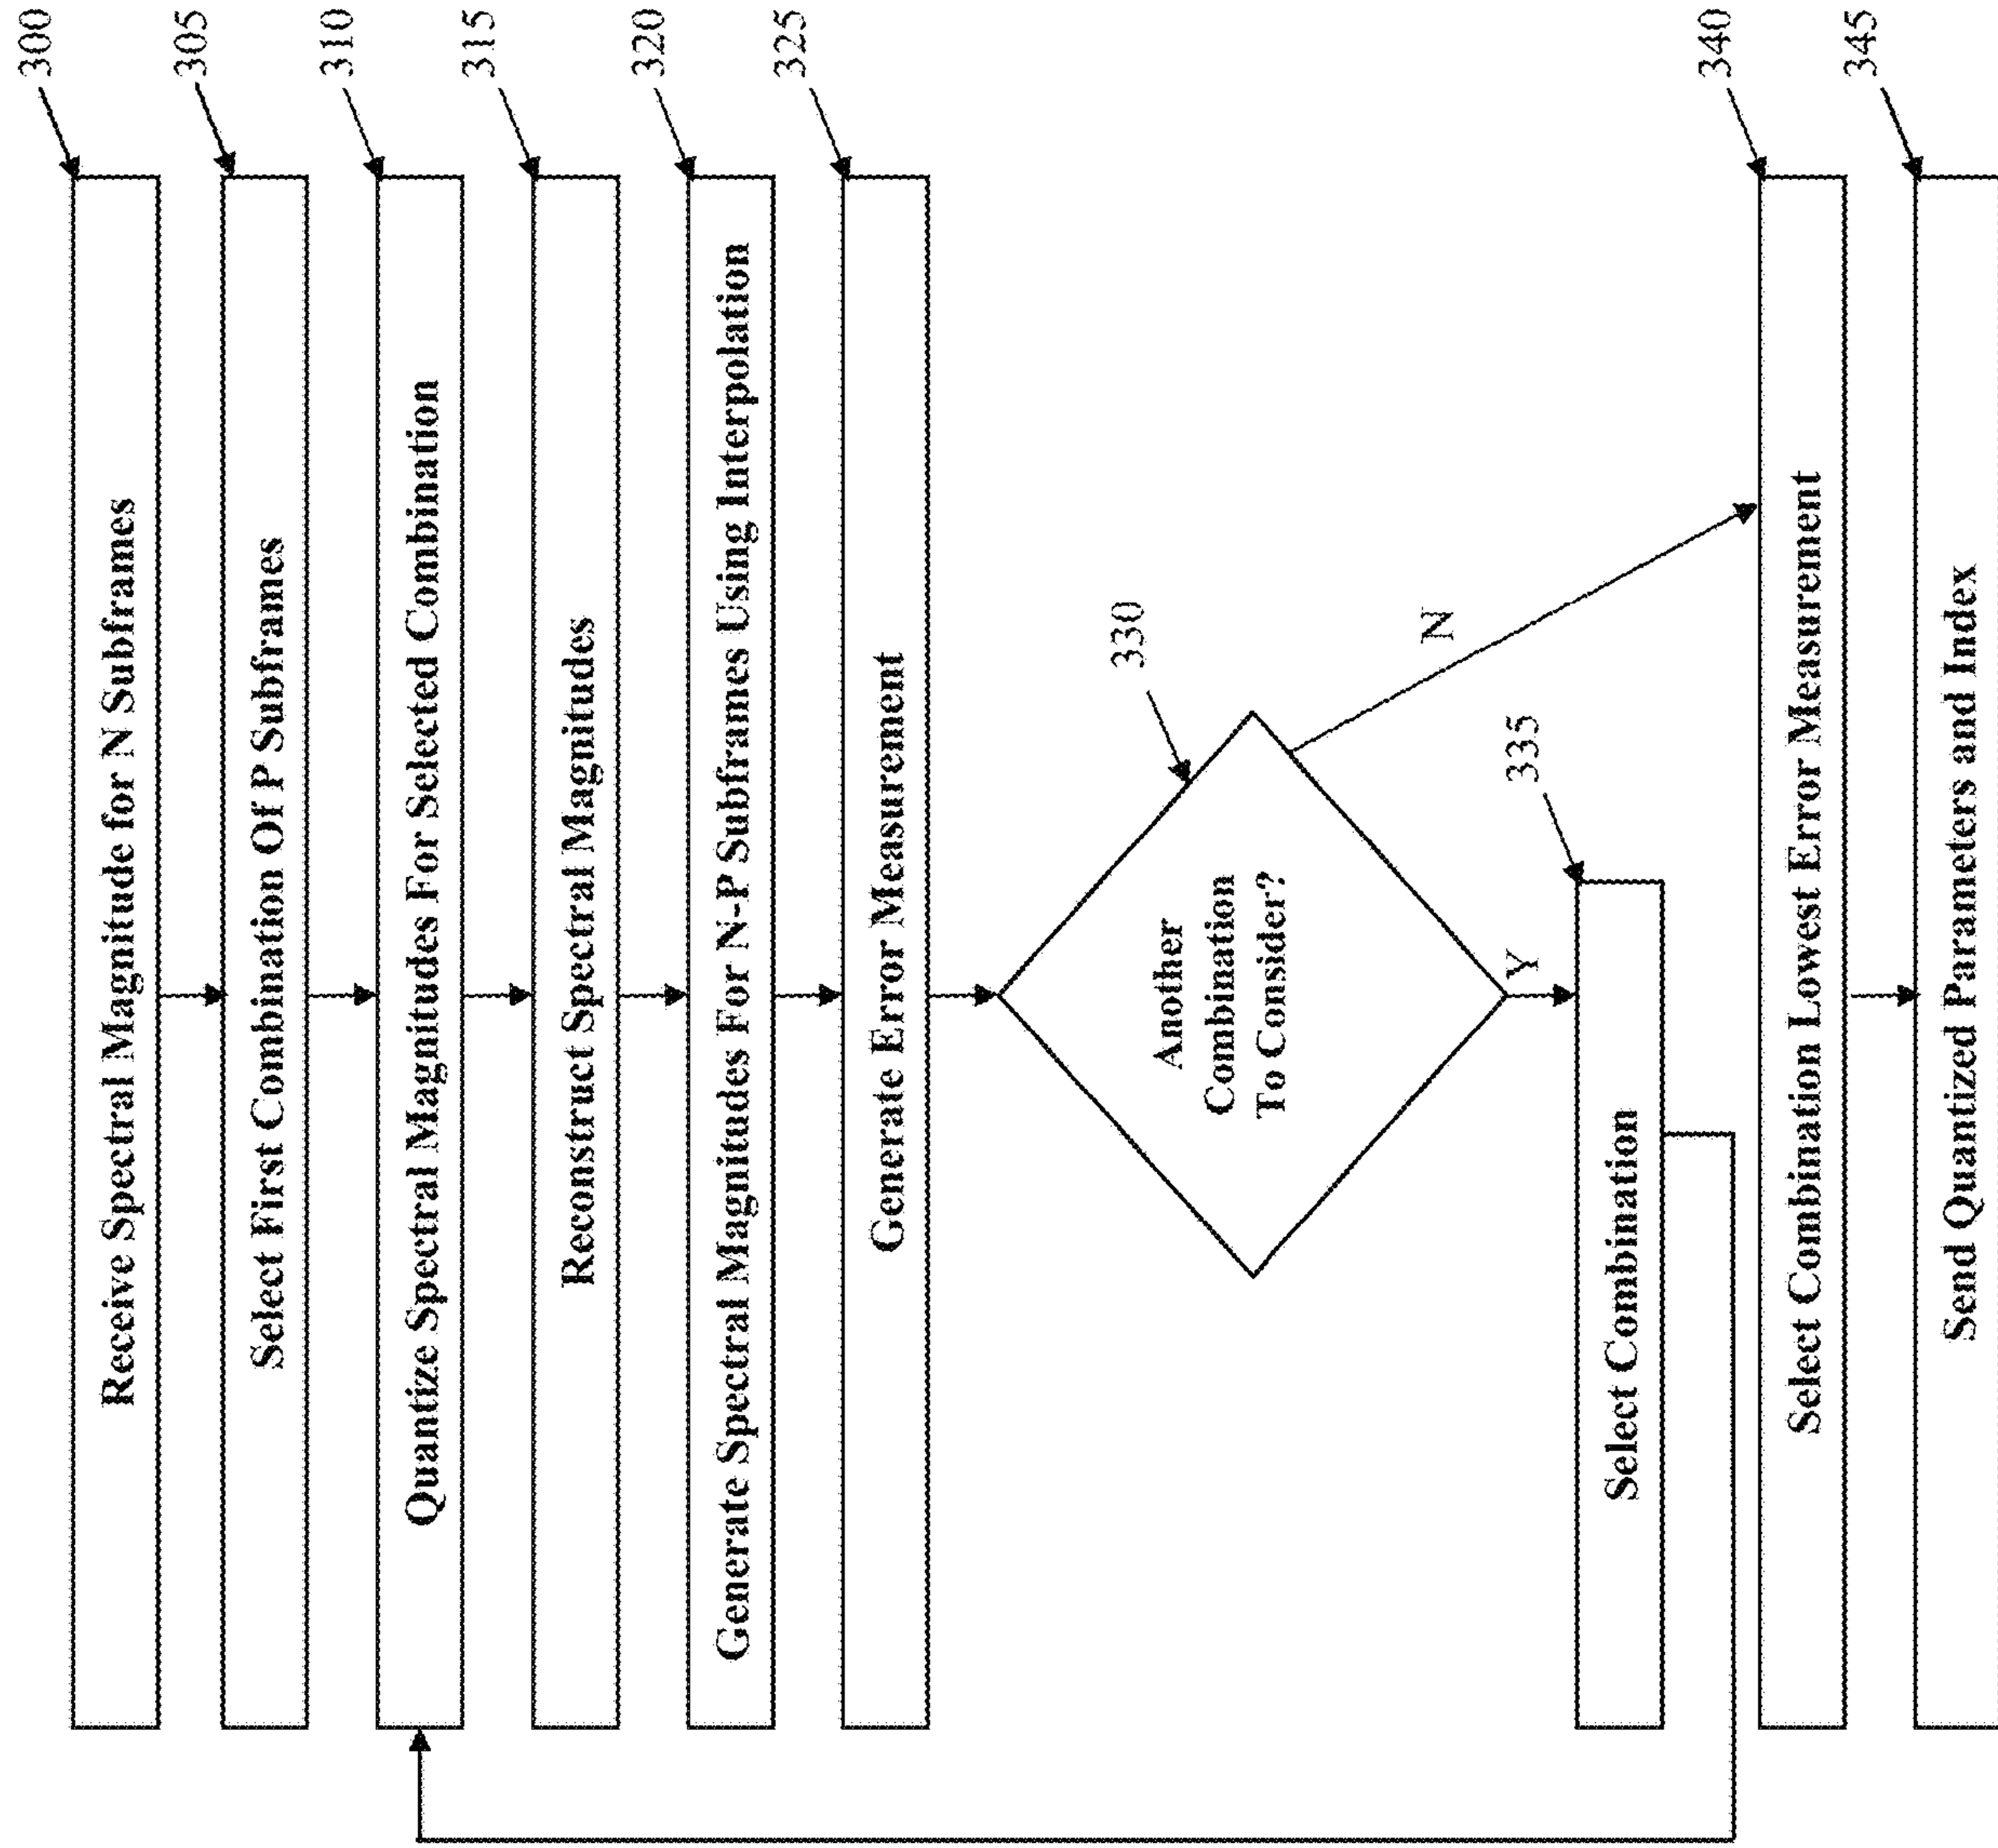 Receive Spectral Magnitude for N Subframes
300
Select First Combination Of P Subframes
305
Quantize Spectral Magnitudes For Selected Combination
310
Reconstruct Spectral Magnitudes
315
Generate Spectral Magnitudes For N-P Subframes Using Interpolation
320
Generate Error Measurement
325
Another
Combination
To Consider?
330
N
Y
335
Select Combination
Select Combination Lowest Error Measurement
340
Send Quantized Parameters and Index
345